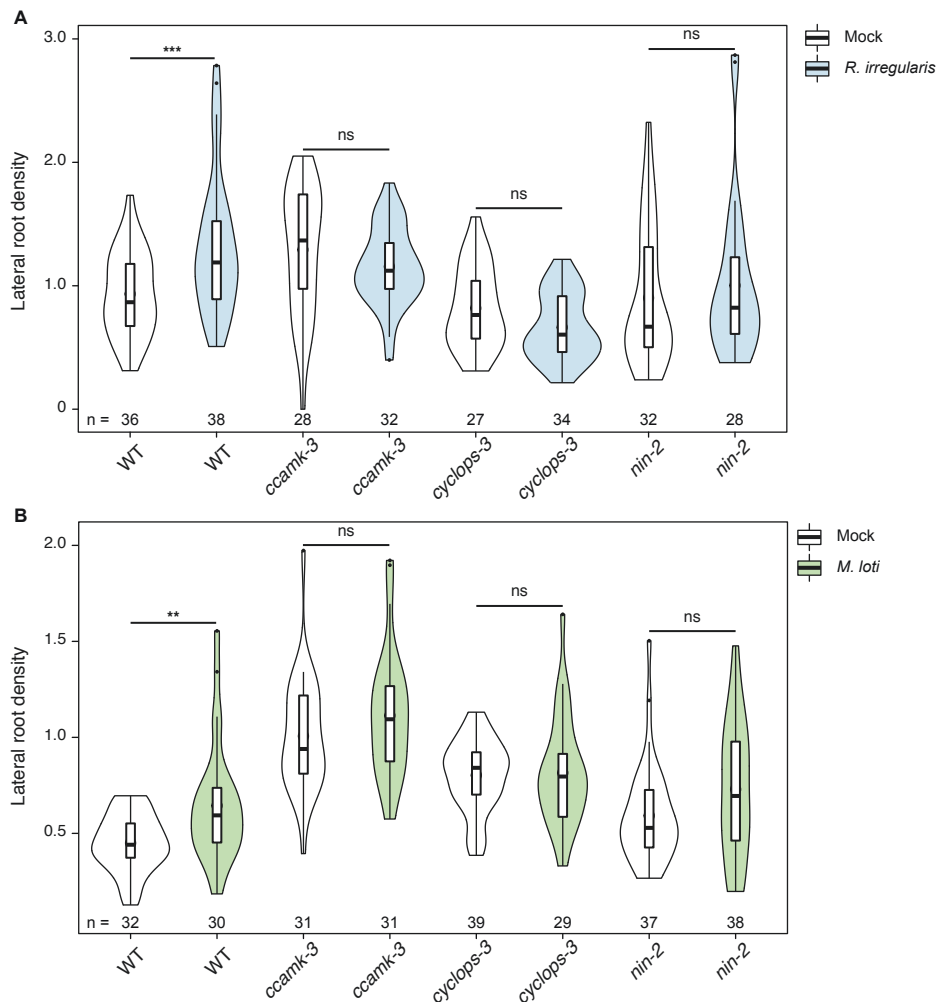 A
Mock
R. irregularis
Lateral root density
3.0
2.0
1.0
0
***
ns
ns
ns
n = 36 38 28 32 27 34 32 28
WT WT ccamk-3 ccamk-3 cyclops-3 cyclops-3 nin-2 nin-2
B
Mock
M. loti
Lateral root density
2.0
1.5
1.0
0.5
**
ns
ns
ns
n = 32 30 31 31 39 29 37 38
WT WT ccamk-3 ccamk-3 cyclops-3 cyclops-3 nin-2 nin-2